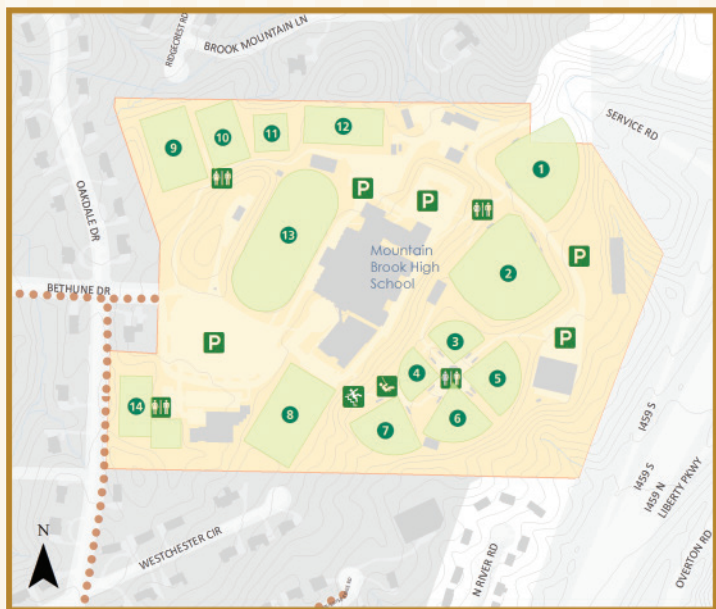 RIDGECREST RD
BROOK MOUNTAIN LN
SERVICE RD
OAKDALE DR
9
10
11
12
1
P
P
13
Mountain
Brook High
School
2
P
BETHUNE DR
P
3
P
4
5
14
8
7
6
I459 S
I459 S
I459 N
LIBERTY PKWY
OVERTON RD
N
WESTCHESTER CIR
N RIVER RD